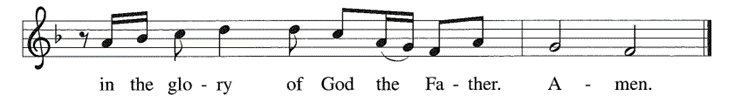 in the glo - ry of God the Fa - ther. A - men.